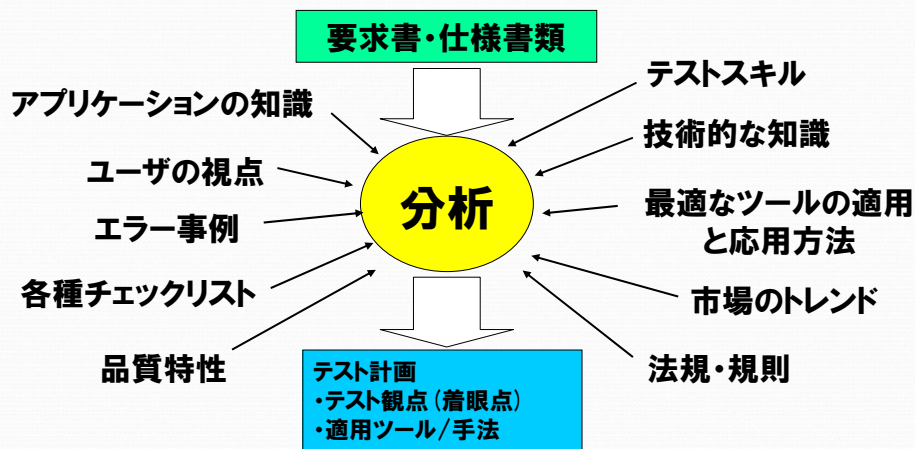 要求書・仕様書類
アプリケーションの知識
ユーザの視点
エラー事例
各種チェックリスト
品質特性
分析
テストスキル
技術的な知識
最適なツールの適用
と応用方法
市場のトレンド
法規・規則
テスト計画
・テスト観点(着眼点)
・適用ツール/手法